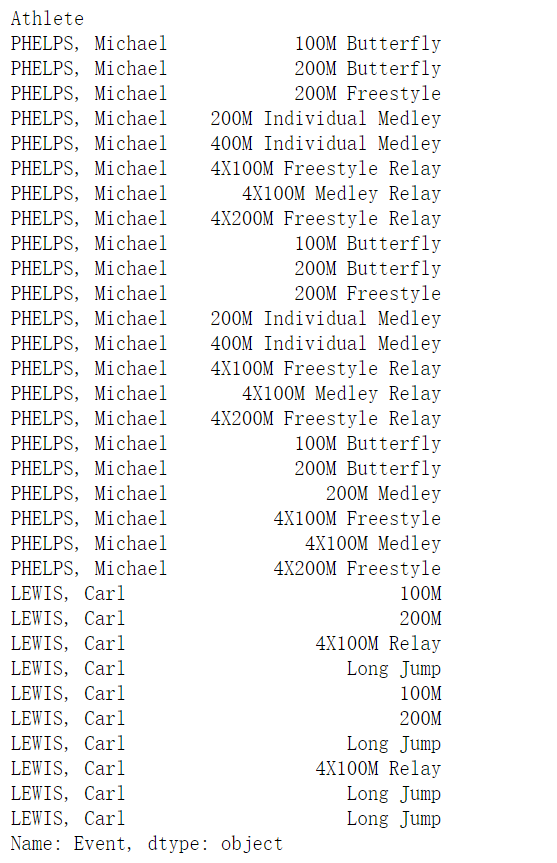 Athlete
PHELPS, Michael 100M Butterfly
PHELPS, Michael 200M Butterfly
PHELPS, Michael 200M Freestyle
PHELPS, Michael 200M Individual Medley
PHELPS, Michael 400M Individual Medley
PHELPS, Michael 4X100M Freestyle Relay
PHELPS, Michael 4X100M Medley Relay
PHELPS, Michael 4X200M Freestyle Relay
PHELPS, Michael 100M Butterfly
PHELPS, Michael 200M Butterfly
PHELPS, Michael 200M Freestyle
PHELPS, Michael 200M Individual Medley
PHELPS, Michael 400M Individual Medley
PHELPS, Michael 4X100M Freestyle Relay
PHELPS, Michael 4X100M Medley Relay
PHELPS, Michael 4X200M Freestyle Relay
PHELPS, Michael 100M Butterfly
PHELPS, Michael 200M Butterfly
PHELPS, Michael 200M Medley
PHELPS, Michael 4X100M Freestyle
PHELPS, Michael 4X100M Medley
PHELPS, Michael 4X200M Freestyle
LEWIS, Carl 100M
LEWIS, Carl 200M
LEWIS, Carl 4X100M Relay
LEWIS, Carl Long Jump
LEWIS, Carl 100M
LEWIS, Carl 200M
LEWIS, Carl Long Jump
LEWIS, Carl 4X100M Relay
LEWIS, Carl Long Jump
LEWIS, Carl Long Jump
Name: Event, dtype: object